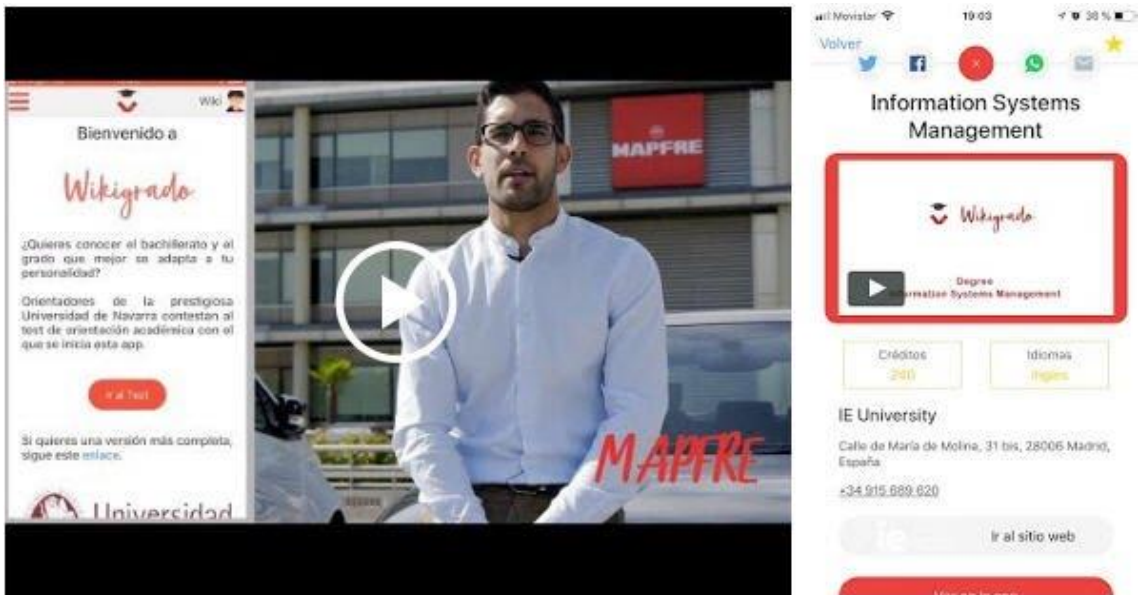 Wiki
Bienvenido a
Wikigrado
¿Quieres conocer el bachillerato y el
grado que mejor se adapta a tu
personalidad?
Orientadores de la prestigiosa
Universidad de Navarra contestan al
test de orientación académica con el
que se inicia esta app.
Ir al Test
Si quieres una versión más completa,
sigue este enlace.
Universidad
MAPFRE
MAPFRE
Movistar 19:03 38 %
Volver
Information Systems
Management
Wikigrado
Degree
Information Systems Management
Créditos
240
Idiomas
Ingles
IE University
Calle de María de Molina, 31 bis, 28006 Madrid,
España
+34 915 689 620
ie
Ir al sitio web